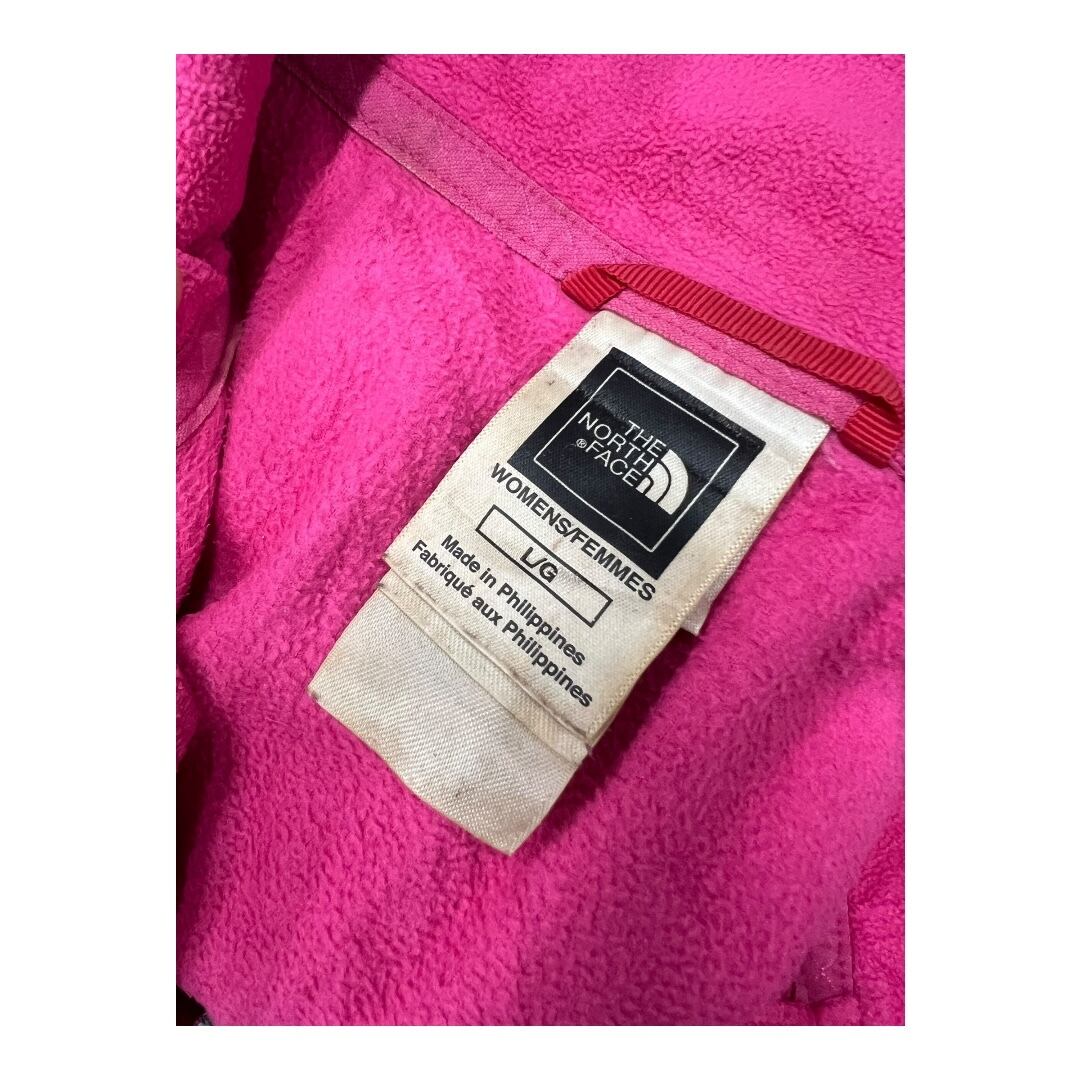 THE
NORTH
FACE®
WOMENS/FEMMES
L/G
Made in Philippines
Fabriqué aux Philippines